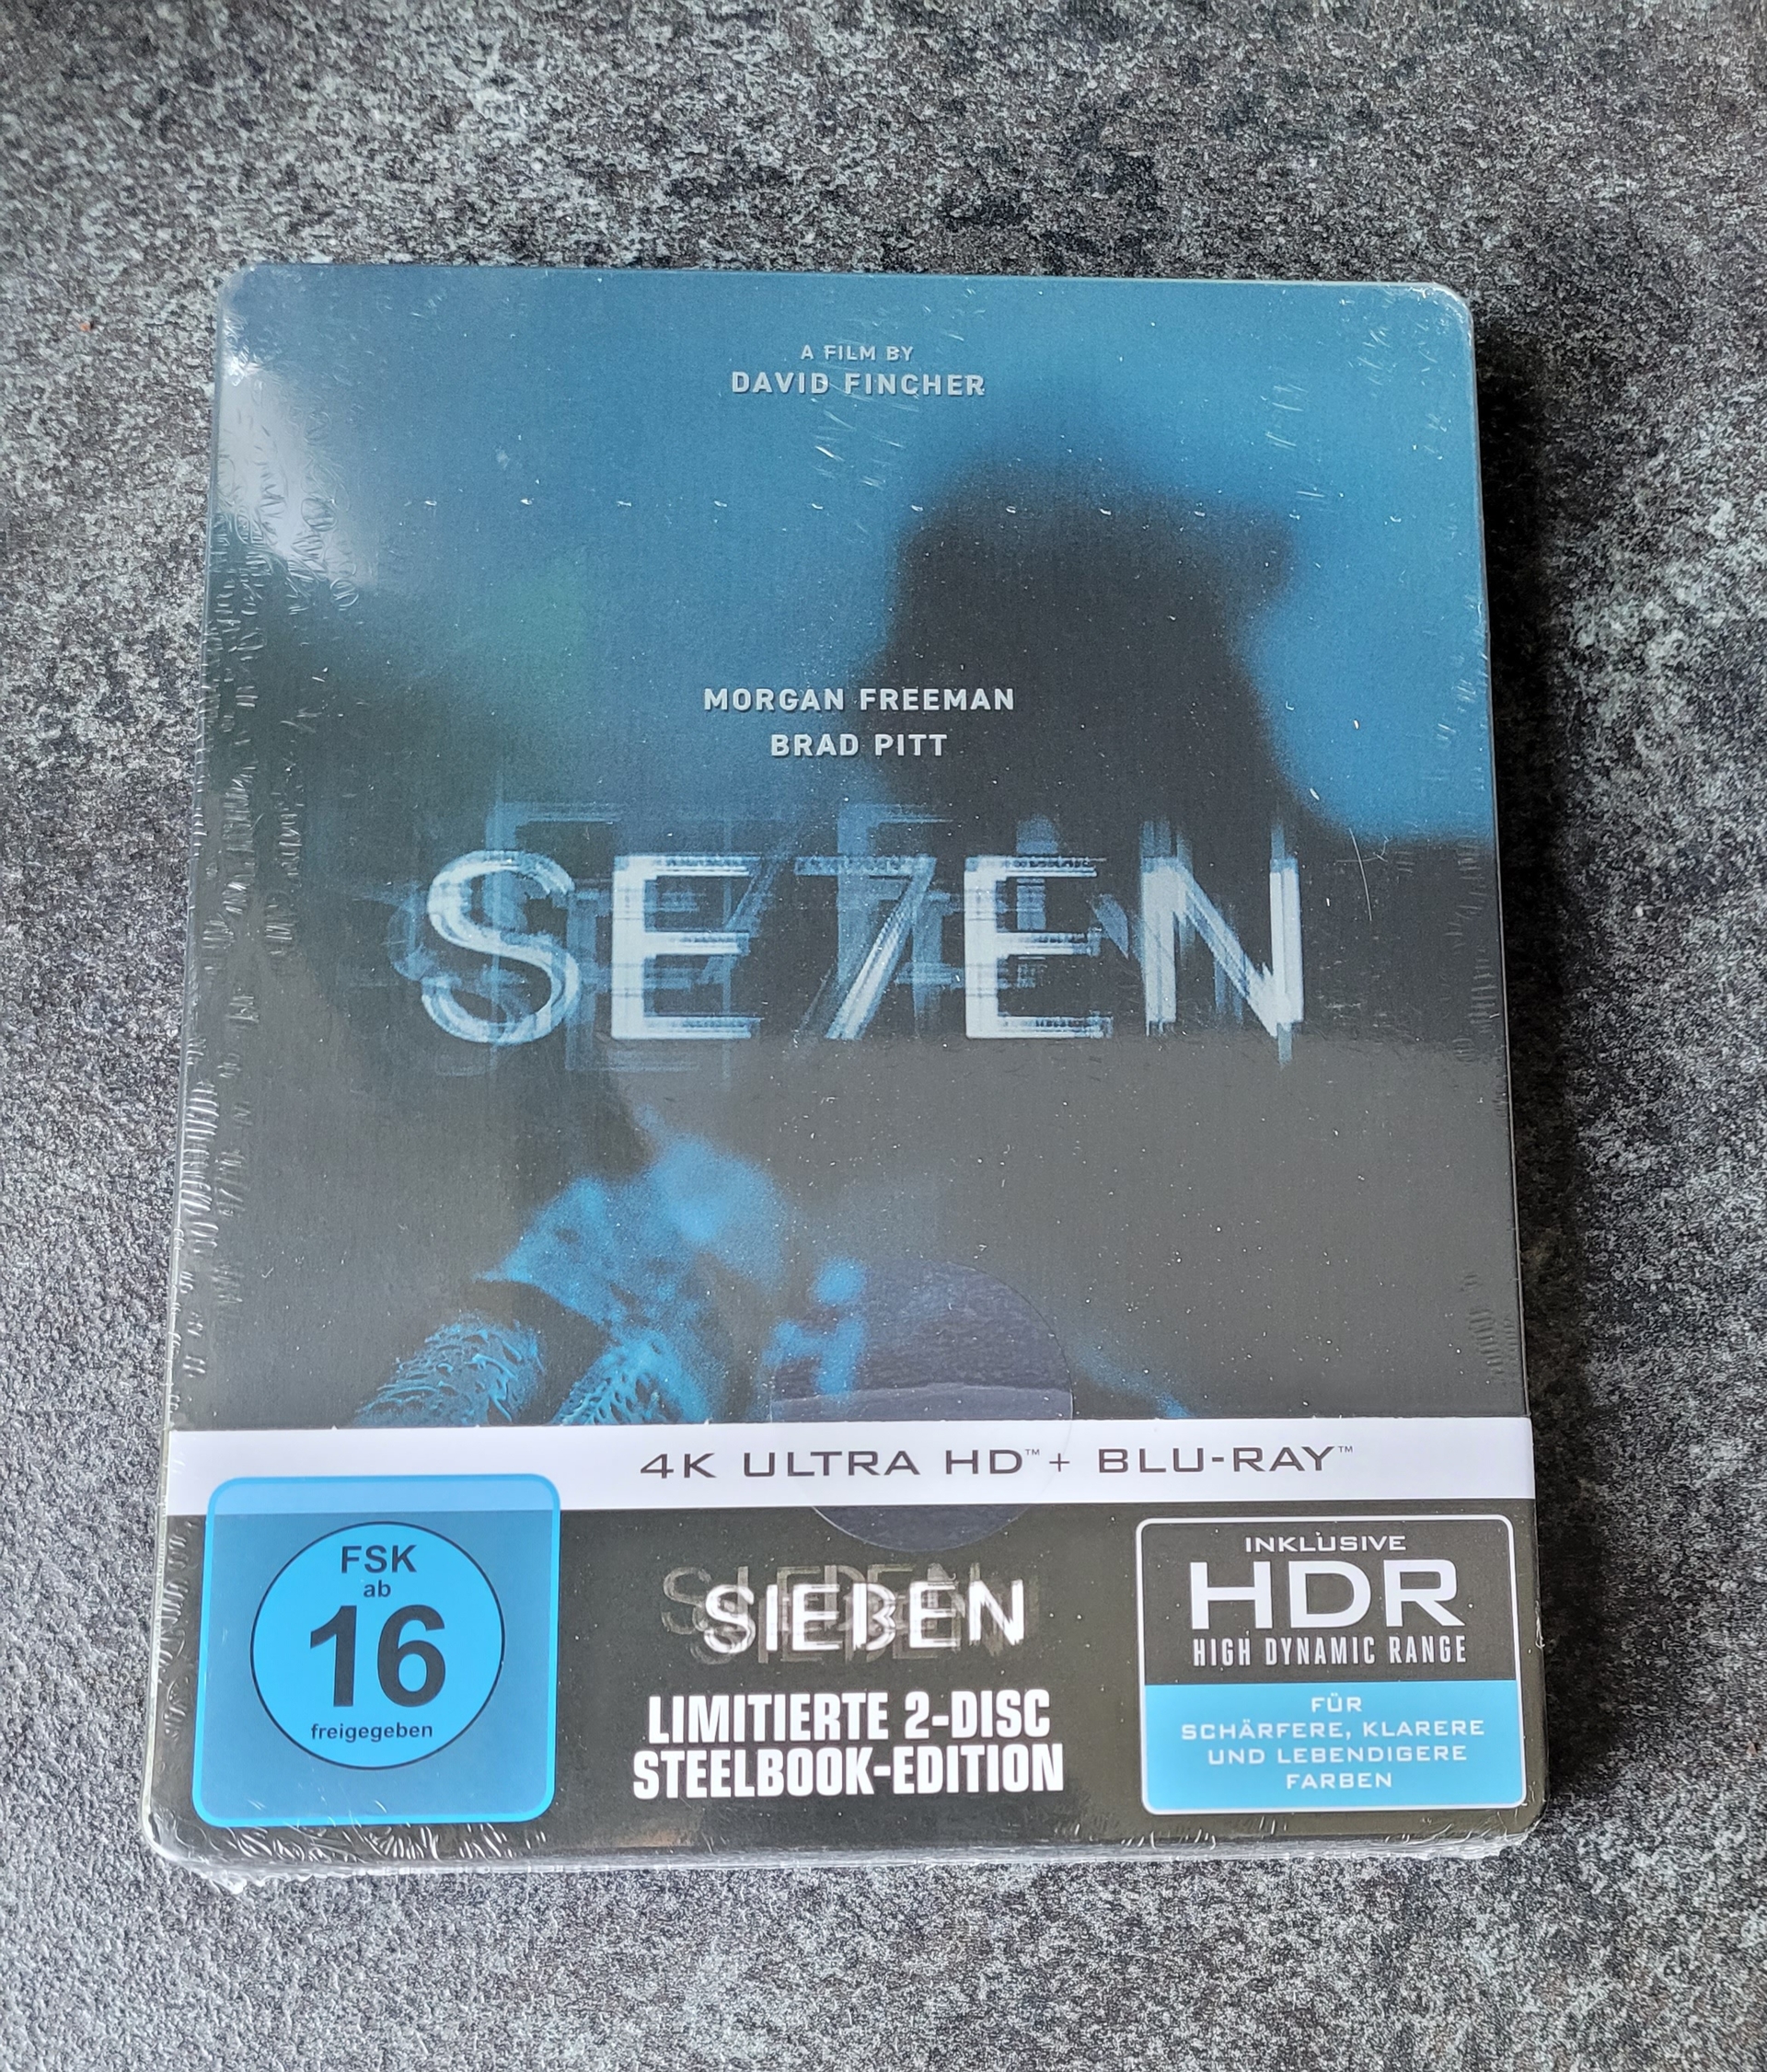 A FILM BY
DAVID FINCHER
MORGAN FREEMAN
BRAD PITT
SE7EN
4K ULTRA HD™ + BLU-RAY™
FSK
ab
16
freigegeben
SIEBEN
LIMITIERTE 2-DISC
STEELBOOK-EDITION
INKLUSIVE
HDR
HIGH DYNAMIC RANGE
FÜR
SCHÄRFERE, KLARERE
UND LEBENDIGERE
FARBEN